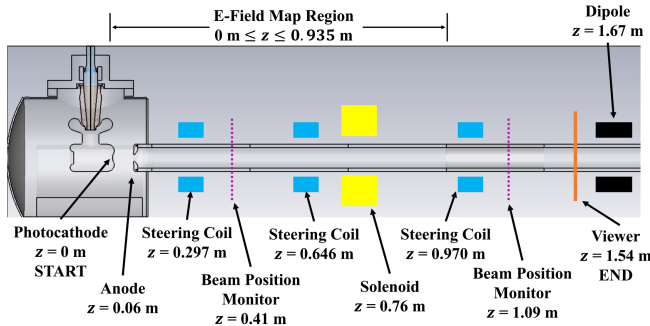 E-Field Map Region
0 m ≤ z ≤ 0.935 m
Dipole
z = 1.67 m
Photocathode
z = 0 m
START
Anode
z = 0.06 m
Steering Coil
z = 0.297 m
Beam Position
Monitor
z = 0.41 m
Steering Coil
z = 0.646 m
Solenoid
z = 0.76 m
Steering Coil
z = 0.970 m
Beam Position
Monitor
z = 1.09 m
Viewer
z = 1.54 m
END